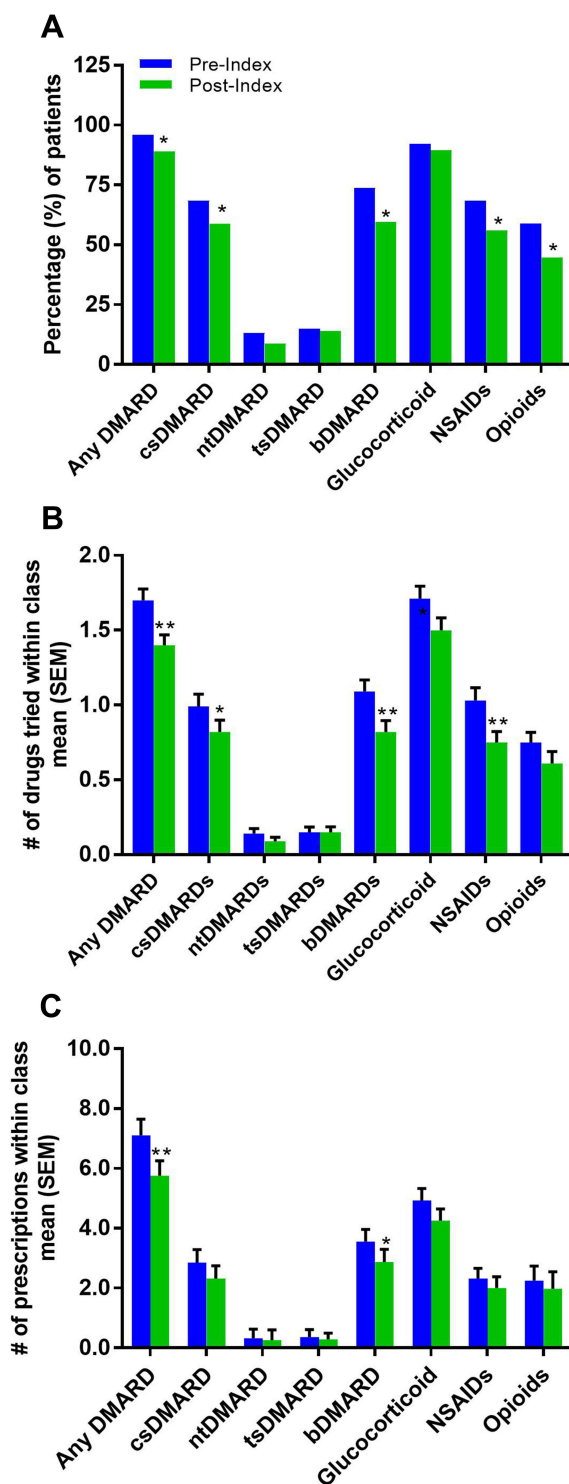 A
Pre-Index
Post-Index
Percentage (%) of patients
125
100
75
50
25
0
*
*
*
*
*
Any DMARD
csDMARD
ntDMARD
tsDMARD
bDMARD
Glucocorticoid
NSAIDs
Opioids
B
# of drugs tried within class
mean (SEM)
2.0
1.5
1.0
0.5
0.0
**
*
**
*
**
Any DMARD
csDMARDs
ntDMARDs
tsDMARDs
bDMARDs
Glucocorticoid
NSAIDs
Opioids
C
# of prescriptions within class
mean (SEM)
10.0
8.0
6.0
4.0
2.0
0.0
**
*
Any DMARD
csDMARD
ntDMARD
tsDMARD
bDMARD
Glucocorticoid
NSAIDs
Opioids